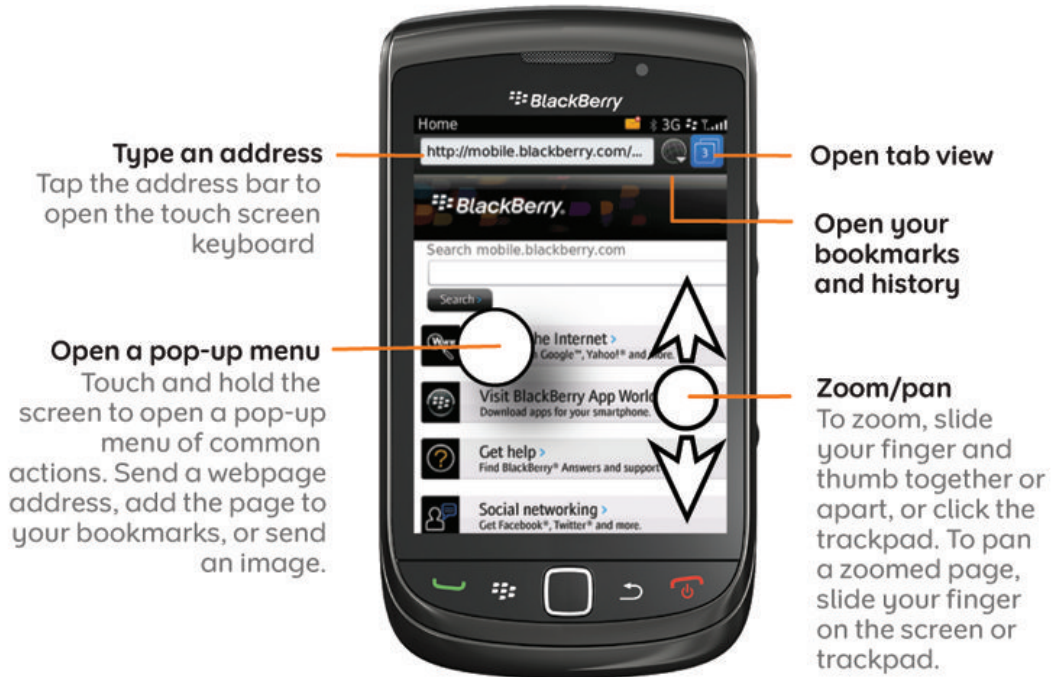 BlackBerry
Home
3G
http://mobile.blackberry.com/...
3
BlackBerry
Search mobile.blackberry.com
Search >
Www
he Internet >
Google™, Yahoo!® and more.
Visit BlackBerry App World
Download apps for your smartphone.
?
Get help >
Find BlackBerry® Answers and support
Social networking >
Get Facebook®, Twitter® and more.
Type an address
Tap the address bar to
open the touch screen
keyboard
Open a pop-up menu
Touch and hold the
screen to open a pop-up
menu of common
actions. Send a webpage
address, add the page to
your bookmarks, or send
an image.
Open tab view
Open your
bookmarks
and history
Zoom/pan
To zoom, slide
your finger and
thumb together or
apart, or click the
trackpad. To pan
a zoomed page,
slide your finger
on the screen or
trackpad.